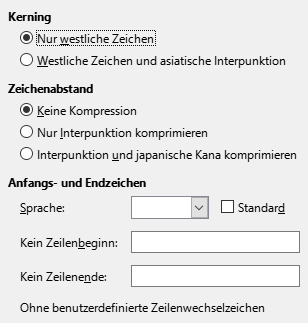 Kerning
Nur westliche Zeichen
Westliche Zeichen und asiatische Interpunktion
Zeichenabstand
Keine Kompression
Nur Interpunktion komprimieren
Interpunktion und japanische Kana komprimieren
Anfangs- und Endzeichen
Sprache: Standard
Kein Zeilenbeginn:
Kein Zeilenende:
Ohne benutzerdefinierte Zeilenwechselzeichen